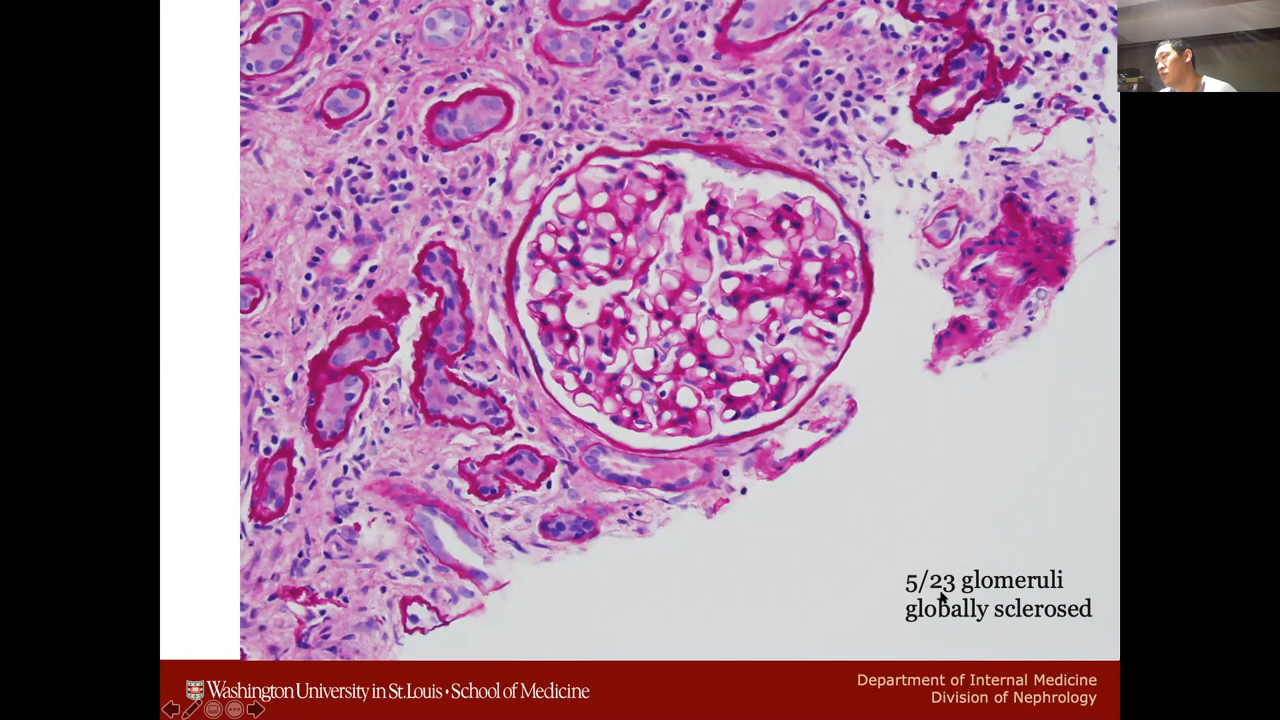 5/23 glomeruli
globally sclerosed
Washington University in St. Louis • School of Medicine
Department of Internal Medicine
Division of Nephrology